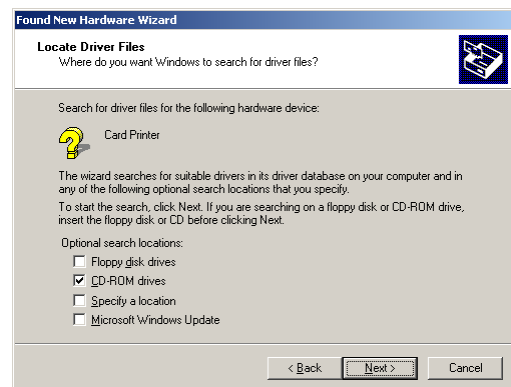 Found New Hardware Wizard
Locate Driver Files
Where do you want Windows to search for driver files?
Search for driver files for the following hardware device:
Card Printer
The wizard searches for suitable drivers in its driver database on your computer and in
any of the following optional search locations that you specify.
To start the search, click Next. If you are searching on a floppy disk or CD-ROM drive,
insert the floppy disk or CD before clicking Next.
Optional search locations:
Floppy disk drives
CD-ROM drives
Specify a location
Microsoft Windows Update
< Back
Next >
Cancel